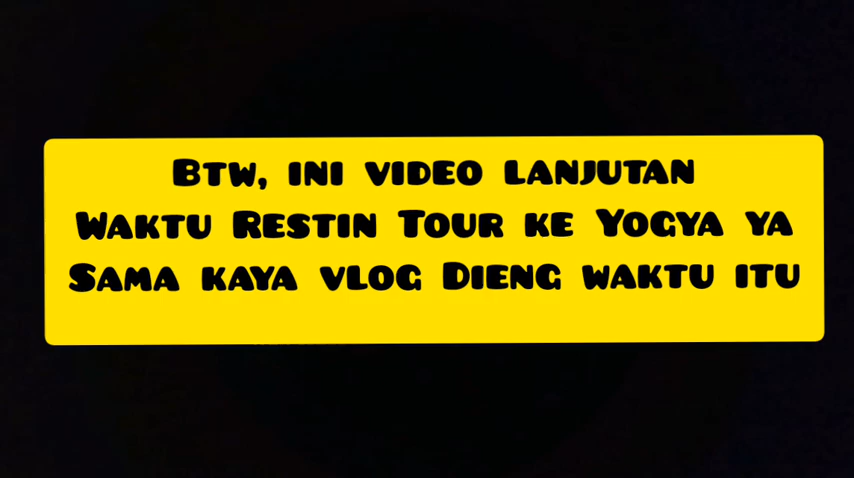 Btw, ini video lanjutan
Waktu Restin Tour ke Yogya ya
Sama kaya vlog Dieng waktu itu